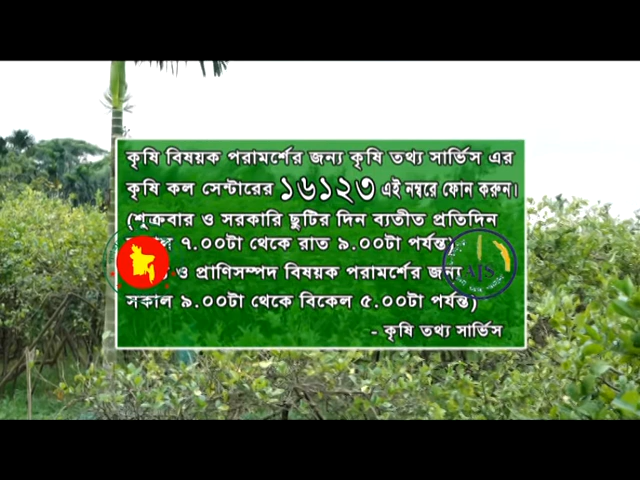 কৃষি বিষয়ক পরামর্শের জন্য কৃষি তথ্য সার্ভিস এর
কৃষি কল সেন্টারের ১৬১২৩ এই নম্বরে ফোন করুন।
(শুক্রবার ও সরকারি ছুটির দিন ব্যতীত প্রতিদিন
৭.০০টা থেকে রাত ৯.০০টা পর্যন্ত)
ও প্রাণিসম্পদ বিষয়ক পরামর্শের জন্য
সকাল ৯.০০টা থেকে বিকেল ৫.০০টা পর্যন্ত)
- কৃষি তথ্য সার্ভিস
AIS